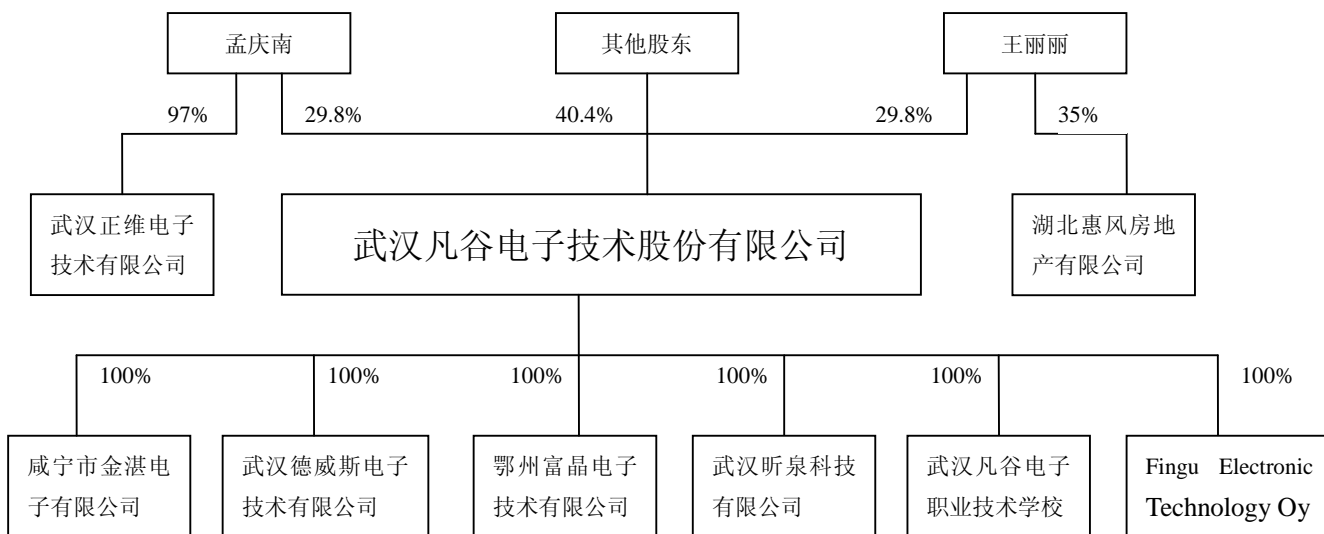 孟庆南
其他股东
王丽丽
97%
29.8%
40.4%
29.8%
35%
武汉正维电子
技术有限公司
武汉凡谷电子技术股份有限公司
湖北惠风房地
产有限公司
100%
100%
100%
100%
100%
100%
咸宁市金湛电
子有限公司
武汉德威斯电子
技术有限公司
鄂州富晶电子
技术有限公司
武汉昕泉科技
有限公司
武汉凡谷电子
职业技术学校
Fingu Electronic
Technology Oy